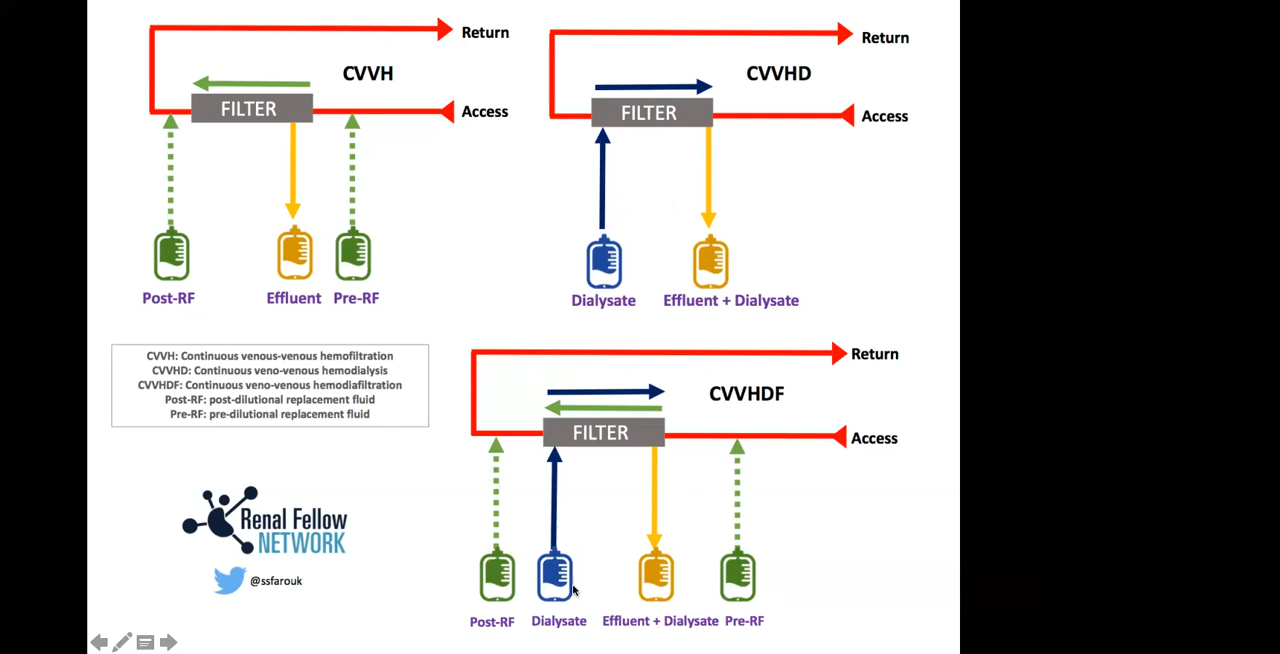 Return
CVVH
FILTER
Access
Post-RF
Effluent
Pre-RF
Return
CVVHD
FILTER
Access
Dialysate
Effluent + Dialysate
CVVH: Continuous venous-venous hemofiltration
CVVHD: Continuous veno-venous hemodialysis
CVVHDF: Continuous veno-venous hemodiafiltration
Post-RF: post-dilutional replacement fluid
Pre-RF: pre-dilutional replacement fluid
Return
CVVHDF
FILTER
Access
Post-RF
Dialysate
Effluent + Dialysate
Pre-RF
Renal Fellow
NETWORK
@ssfarouk